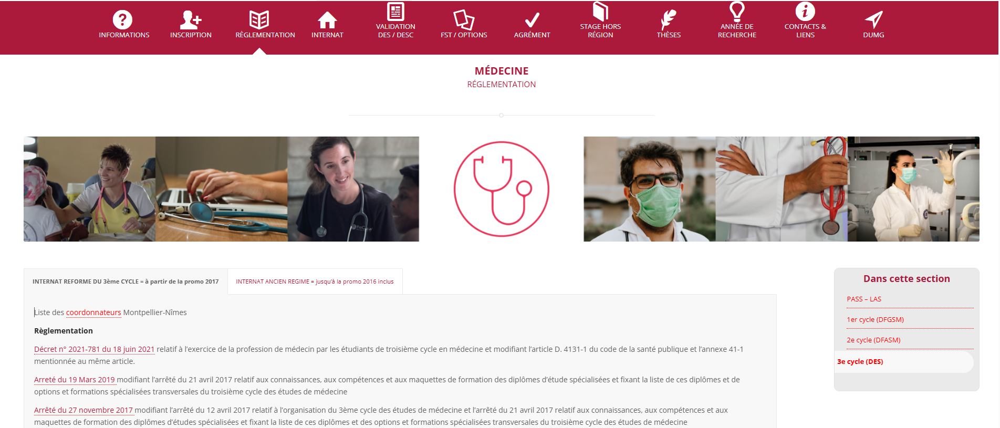 INFORMATIONS
INSCRIPTION
RÈGLEMENTATION
INTERNAT
VALIDATION
DES / DESC
FST / OPTIONS
AGRÉMENT
STAGE HORS
RÉGION
THÈSES
ANNÉE DE
RECHERCHE
CONTACTS &
LIENS
DUMG
MÉDECINE
RÉGLEMENTATION
INTERNAT REFORME DU 3ème CYCLE = à partir de la promo 2017
INTERNAT ANCIEN REGIME = jusqu'à la promo 2016 inclus
Liste des coordonnateurs Montpellier-Nîmes
Règlementation
Décret n° 2021-781 du 18 juin 2021 relatif à l'exercice de la profession de médecin par les étudiants de troisième cycle en médecine et modifiant l'article D. 4131-1 du code de la santé publique et l'annexe 41-1
mentionnée au même article.
Arreté du 19 Mars 2019 modifiant l'arrêté du 21 avril 2017 relatif aux connaissances, aux compétences et aux maquettes de formation des diplômes d'étude spécialisées et fixant la liste de ces diplômes et de
options et formations spécialisées transversales du troisième cycle des études de médecine
Arrêté du 27 novembre 2017 modifiant l'arrêté du 12 avril 2017 relatif à l'organisation du 3ème cycle des études de médecine et l'arrêté du 21 avril 2017 relatif aux connaissances, aux compétences et aux
maquettes de formation des diplômes d'études spécialisées et fixant la liste de ces diplômes et des options et formations spécialisées transversales du troisième cycle des études de médecine
Dans cette section
PASS – LAS
1er cycle (DFGSM)
2e cycle (DFASM)
3e cycle (DES)